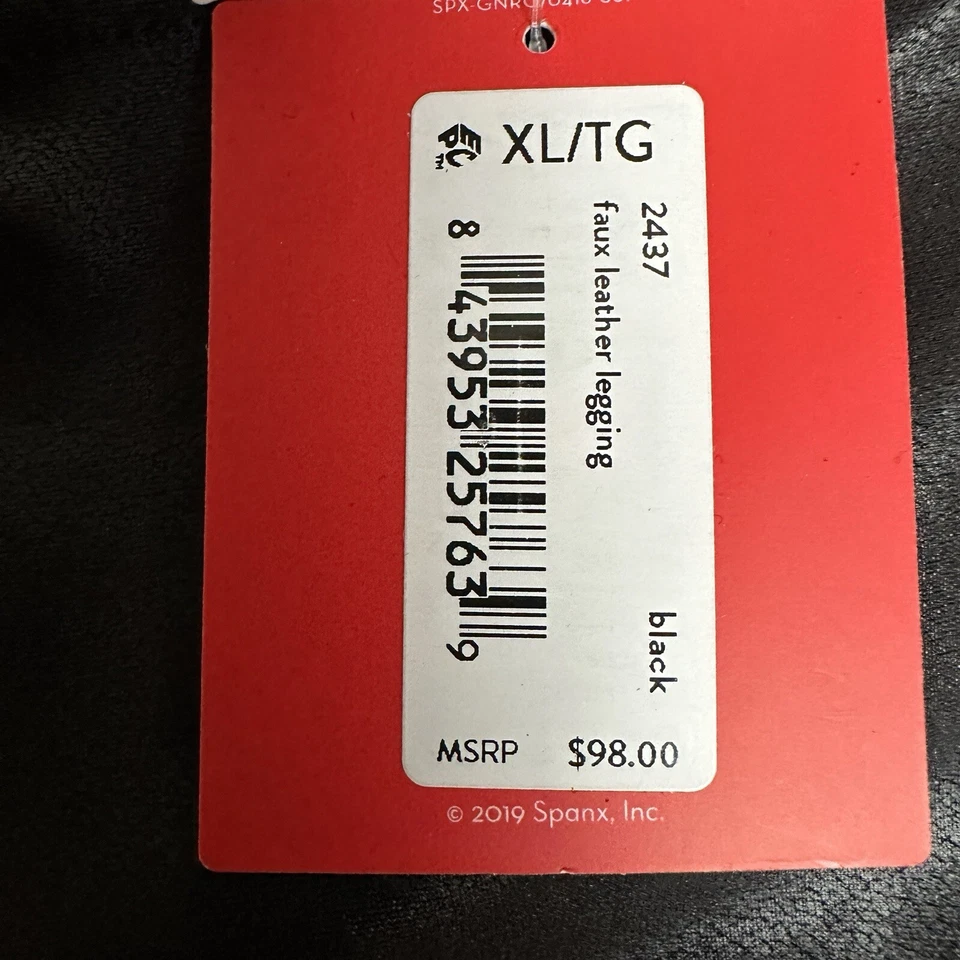 XL/TG
2437
black
faux leather legging
8 43953 25763 9
MSRP $98.00
© 2019 Spanx, Inc.